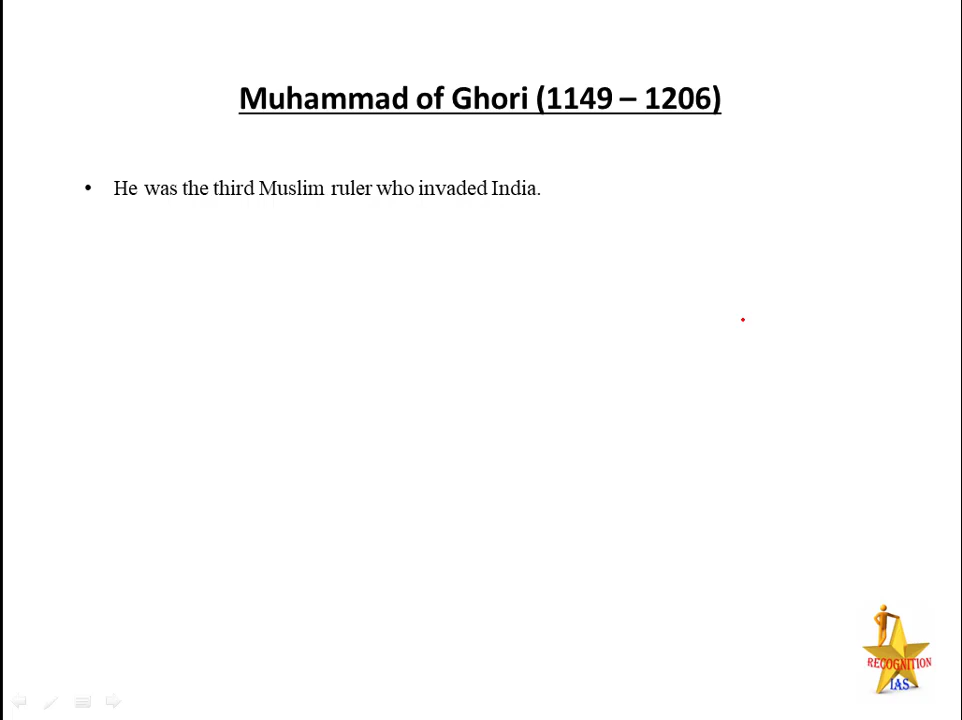 Muhammad of Ghori (1149 – 1206)
• He was the third Muslim ruler who invaded India.
RECOGNITION
IAS